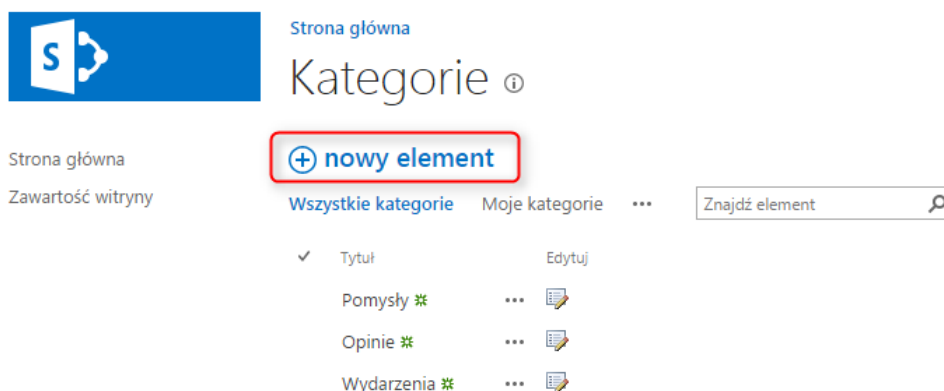 S
Strona główna
Kategorie
Strona główna
Zawartość witryny
nowy element
Wszystkie kategorie Moje kategorie ... Znajdź element
Tytuł Edytuj
Pomysły ...
Opinie ...
Wydarzenia ...